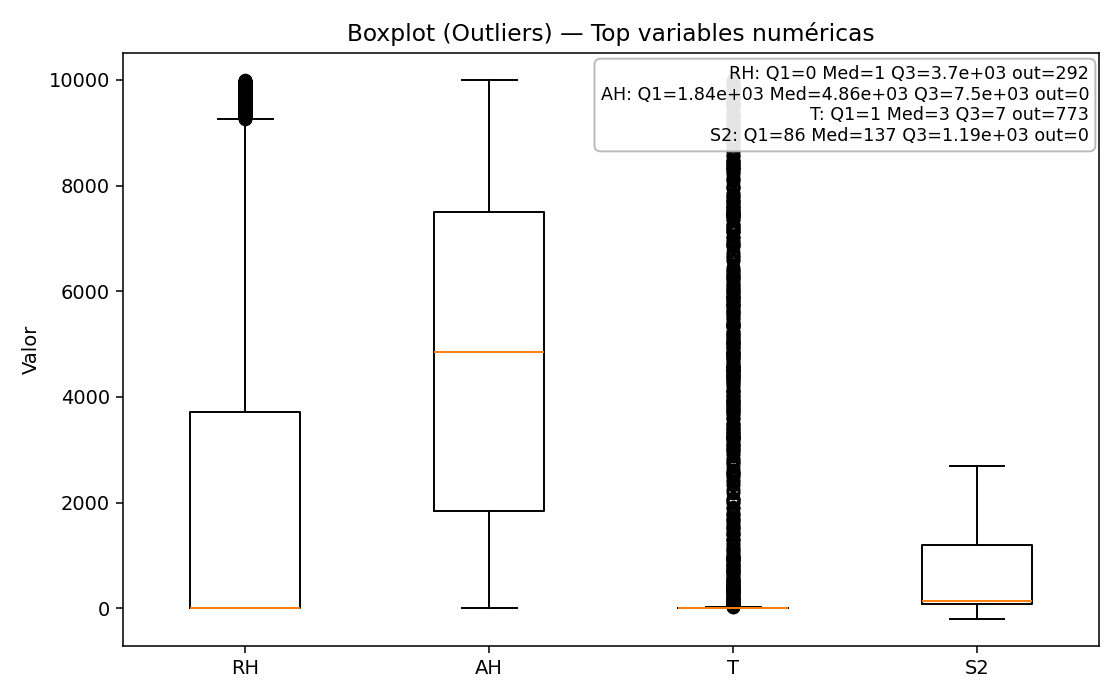 Boxplot (Outliers) — Top variables numéricas
RH: Q1=0 Med=1 Q3=3.7e+03 out=292
AH: Q1=1.84e+03 Med=4.86e+03 Q3=7.5e+03 out=0
T: Q1=1 Med=3 Q3=7 out=773
S2: Q1=86 Med=137 Q3=1.19e+03 out=0
10000
8000
6000
4000
2000
0
Valor
RH AH T S2